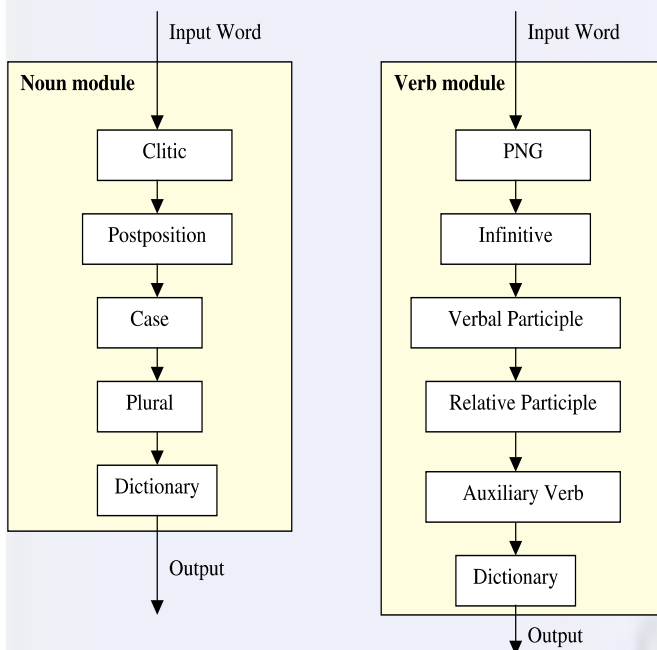 Input Word
Noun module
Clitic
Postposition
Case
Plural
Dictionary
Output
Input Word
Verb module
PNG
Infinitive
Verbal Participle
Relative Participle
Auxiliary Verb
Dictionary
Output